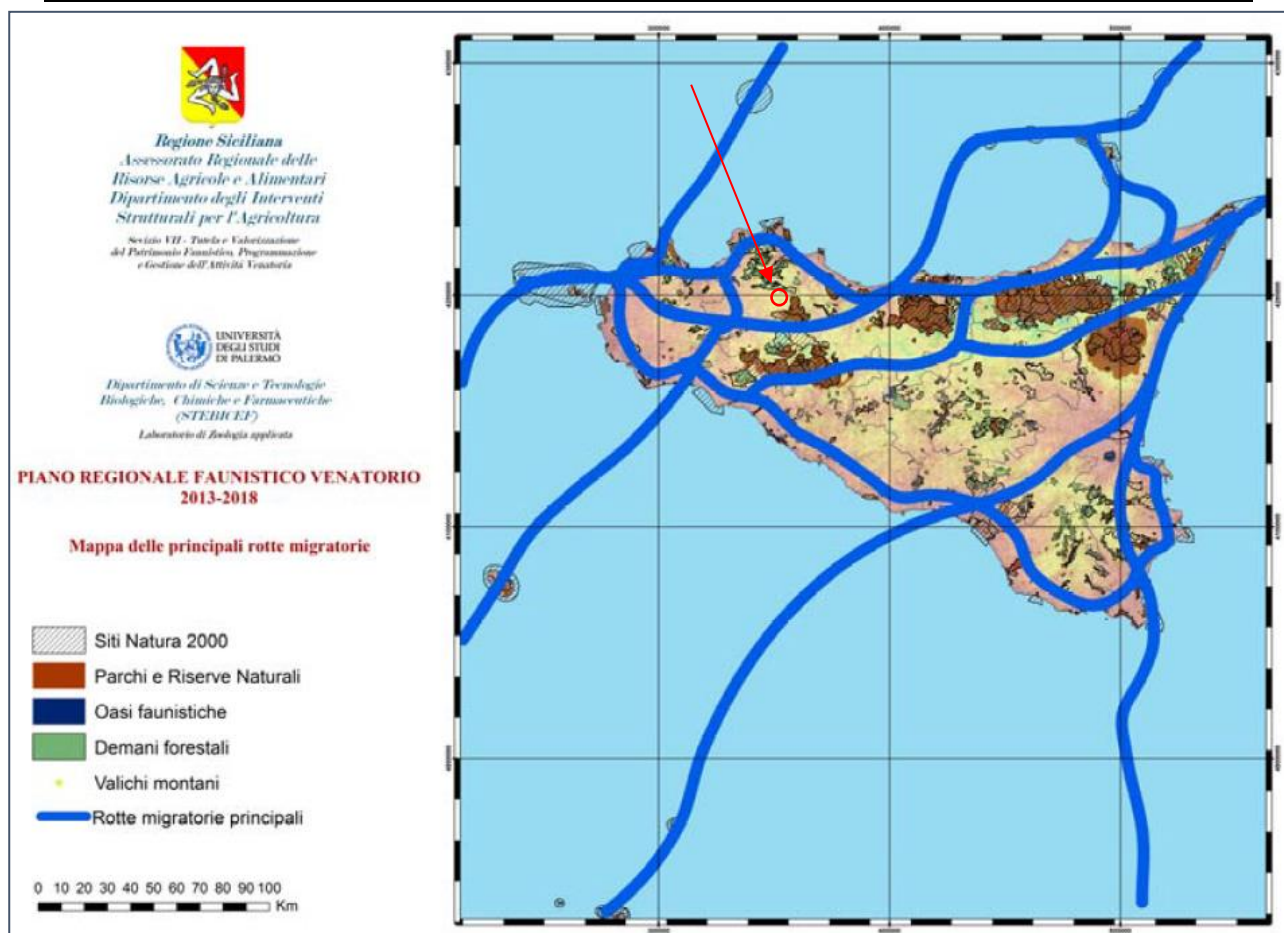 Regione Siciliana
Assessorato Regionale delle
Risorse Agricole e Alimentari
Dipartimento degli Interventi
Strutturali per l'Agricoltura
Sevizio VII - Tutela e Valorizzazione
del Patrimonio Faunistico, Programmazione
e Gestione dell'Attività Venatoria
UNIVERSITÀ
DEGLI STUDI
DI PALERMO
Dipartimento di Scienze e Tecnologie
Biologiche, Chimiche e Farmaceutiche
(STEBICEF)
Laboratorio di Zoologia applicata
PIANO REGIONALE FAUNISTICO VENATORIO
2013-2018
Mappa delle principali rotte migratorie
Siti Natura 2000
Parchi e Riserve Naturali
Oasi faunistiche
Demani forestali
Valichi montani
Rotte migratorie principali
0 10 20 30 40 50 60 70 80 90 100
Km